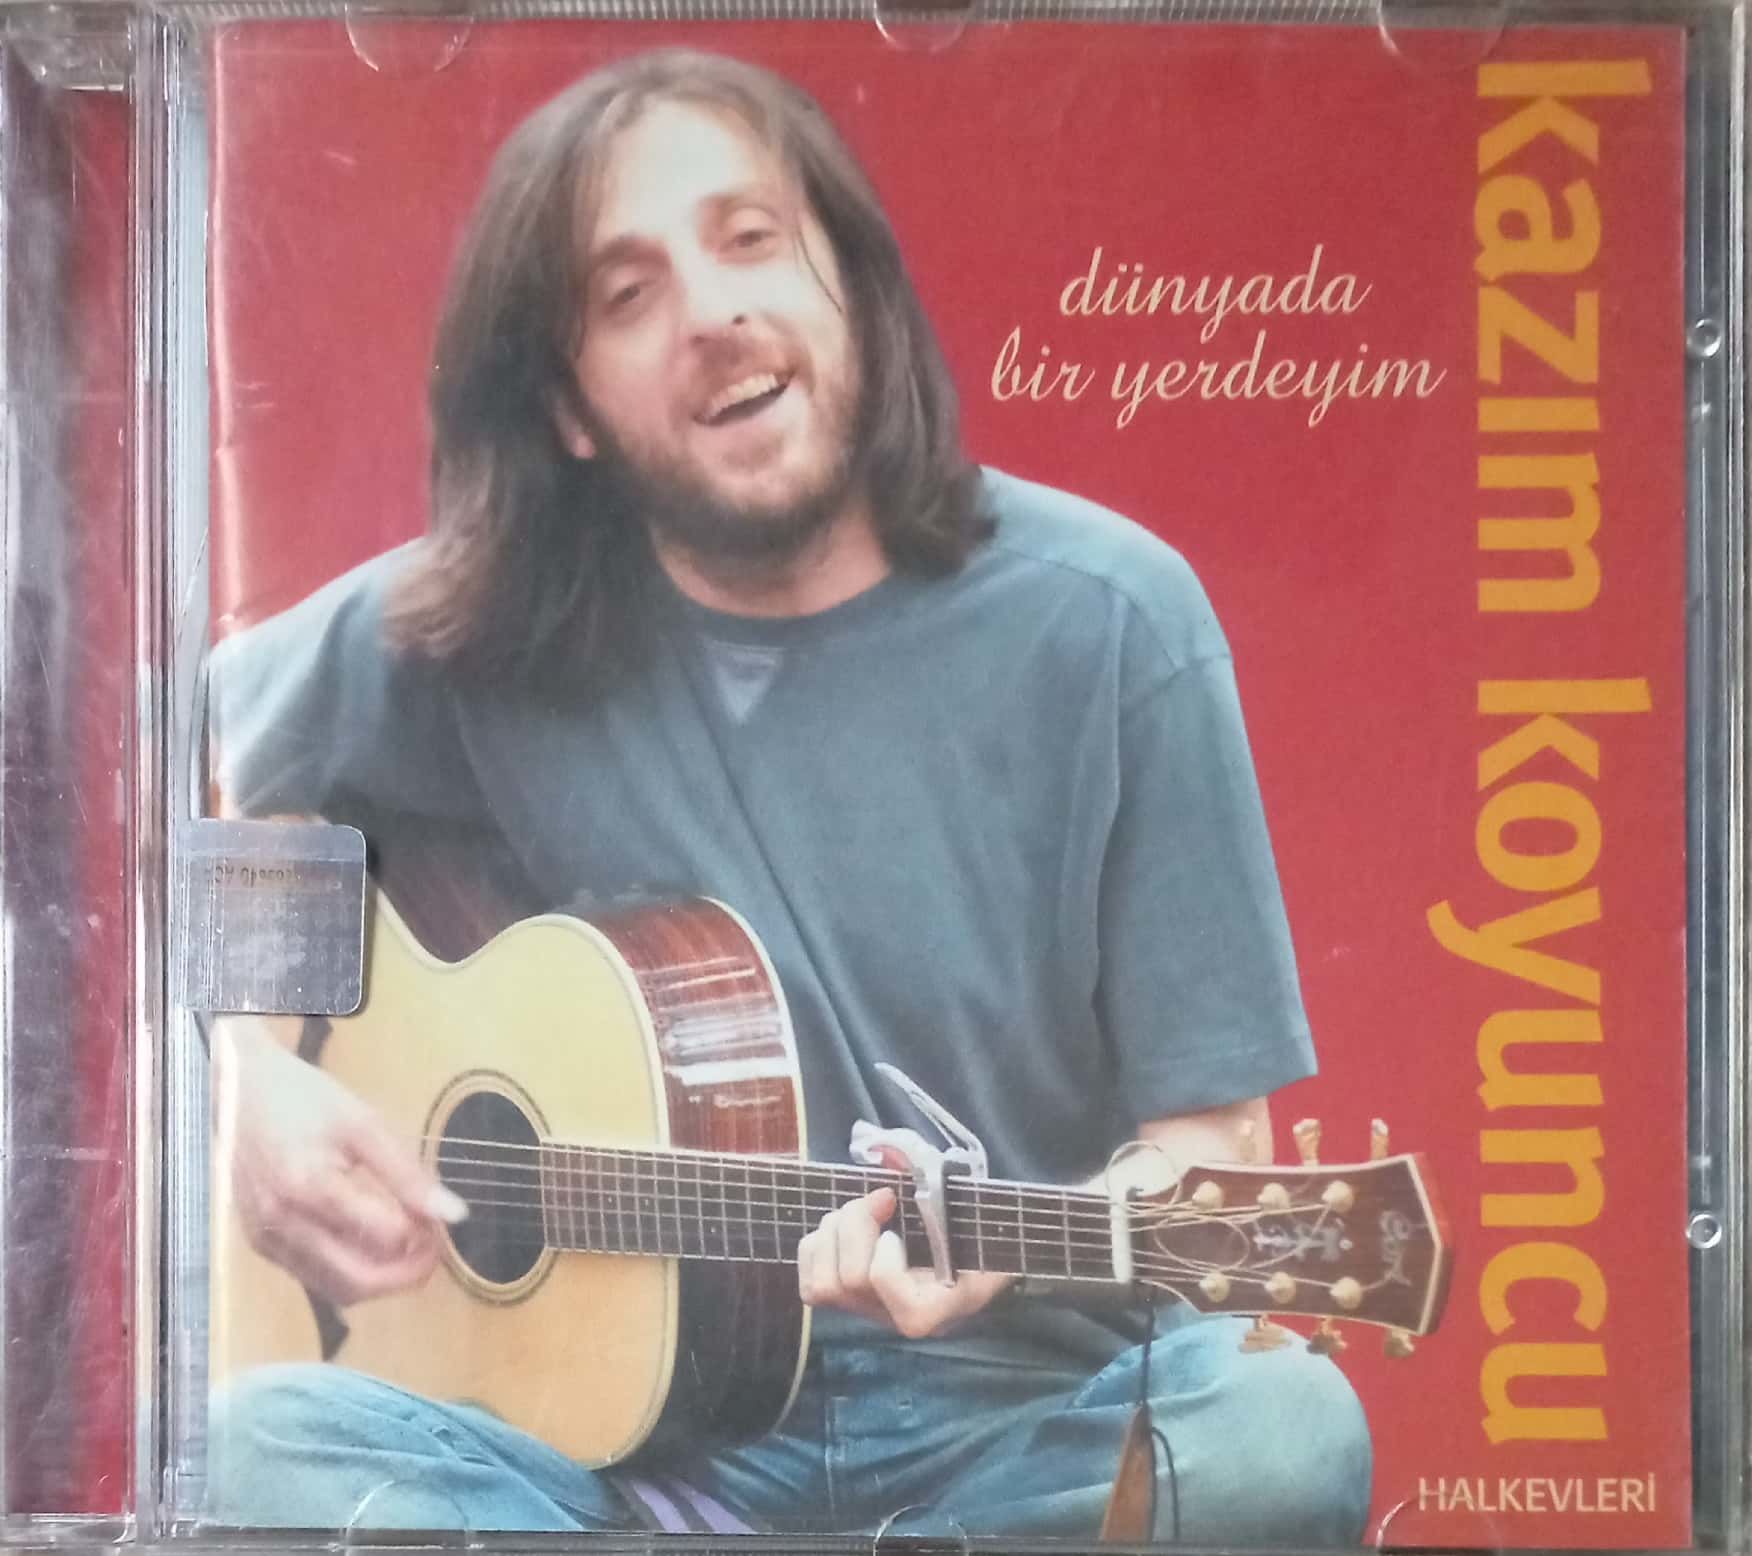 dünyada
bir yerdeyim
kazım koyuncu
HALKEVLERİ